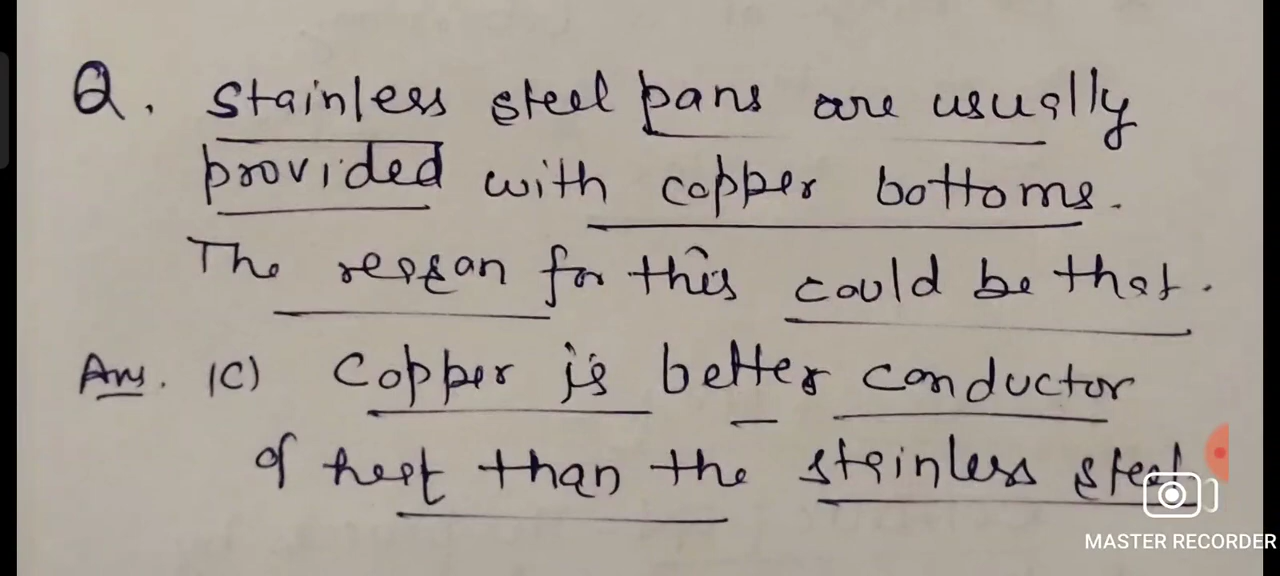 Q. Stainless steel pans are usually
provided with copper bottoms.
The reason for this could be that.
Ans. (C) Copper is better conductor
of heat than the stainless steel
MASTER RECORDER